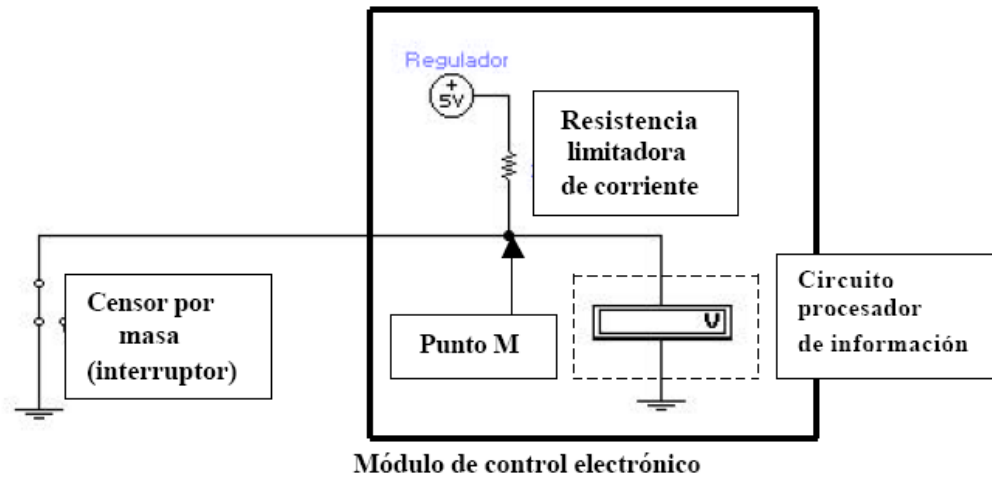 Regulador
+
5V
Resistencia
limitadora
de corriente
Censor por
masa
(interruptor)
Punto M
V
Circuito
procesador
de información
Módulo de control electrónico